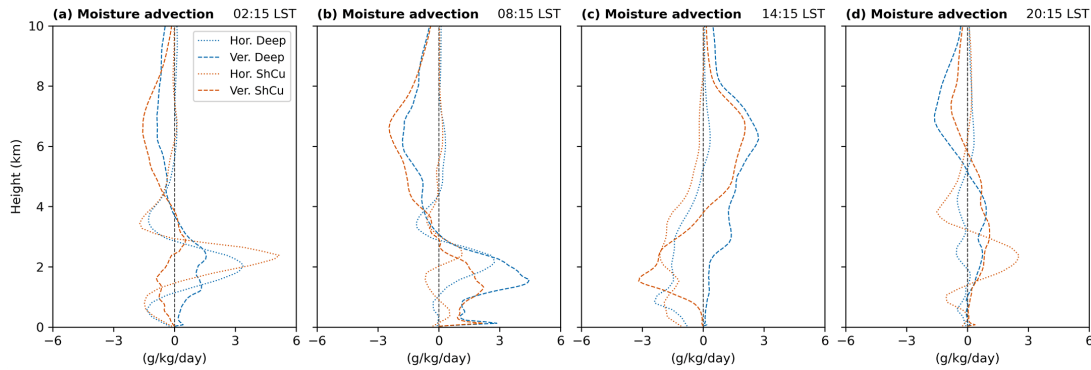 (a) Moisture advection 02:15 LST
(b) Moisture advection 08:15 LST
(c) Moisture advection 14:15 LST
(d) Moisture advection 20:15 LST
Hor. Deep
Ver. Deep
Hor. ShCu
Ver. ShCu
Height (km)
10
8
6
4
2
0
−6 −3 0 3 6
−6 −3 0 3 6
−6 −3 0 3 6
−6 −3 0 3 6
(g/kg/day)
(g/kg/day)
(g/kg/day)
(g/kg/day)